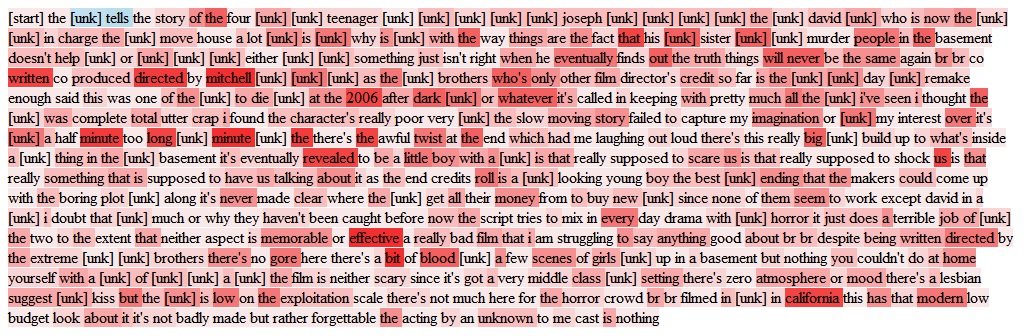 [start] the [unk] tells the story of the four [unk] [unk] teenager [unk] [unk] [unk] [unk] [unk] joseph [unk] [unk] [unk] [unk] the [unk] david [unk] who is now the [unk]
[unk] in charge the [unk] move house a lot [unk] is [unk] why is [unk] with the way things are the fact that his [unk] sister [unk] [unk] murder people in the basement
doesn't help [unk] or [unk] [unk] [unk] either [unk] [unk] something just isn't right when he eventually finds out the truth things will never be the same again br br co
written co produced directed by mitchell [unk] [unk] [unk] as the [unk] brothers who's only other film director's credit so far is the [unk] [unk] day [unk] remake
enough said this was one of the [unk] to die [unk] at the 2006 after dark [unk] or whatever it's called in keeping with pretty much all the [unk] i've seen i thought the
[unk] was complete total utter crap i found the character's really poor very [unk] the slow moving story failed to capture my imagination or [unk] my interest over it's
[unk] a half minute too long [unk] minute [unk] the there's the awful twist at the end which had me laughing out loud there's this really big [unk] build up to what's inside
a [unk] thing in the [unk] basement it's eventually revealed to be a little boy with a [unk] is that really supposed to scare us is that really supposed to shock us is that
really something that is supposed to have us talking about it as the end credits roll is a [unk] looking young boy the best [unk] ending that the makers could come up
with the boring plot [unk] along it's never made clear where the [unk] get all their money from to buy new [unk] since none of them seem to work except david in a
[unk] i doubt that [unk] much or why they haven't been caught before now the script tries to mix in every day drama with [unk] horror it just does a terrible job of [unk]
the two to the extent that neither aspect is memorable or effective a really bad film that i am struggling to say anything good about br br despite being written directed by
the extreme [unk] [unk] brothers there's no gore here there's a bit of blood [unk] a few scenes of girls [unk] up in a basement but nothing you couldn't do at home
yourself with a [unk] of [unk] [unk] a [unk] the film is neither scary since it's got a very middle class [unk] setting there's zero atmosphere or mood there's a lesbian
suggest [unk] kiss but the [unk] is low on the exploitation scale there's not much here for the horror crowd br br filmed in [unk] in california this has that modern low
budget look about it it's not badly made but rather forgettable the acting by an unknown to me cast is nothing